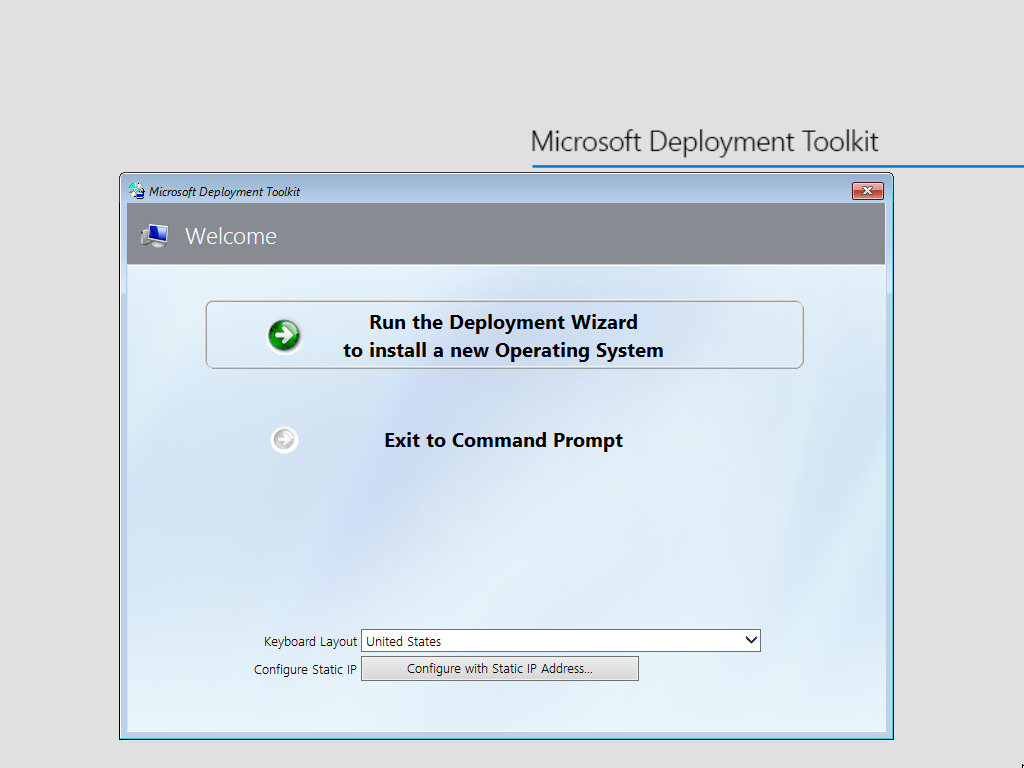 Microsoft Deployment Toolkit
Microsoft Deployment Toolkit
Welcome
Run the Deployment Wizard
to install a new Operating System
Exit to Command Prompt
Keyboard Layout United States
Configure Static IP Configure with Static IP Address...